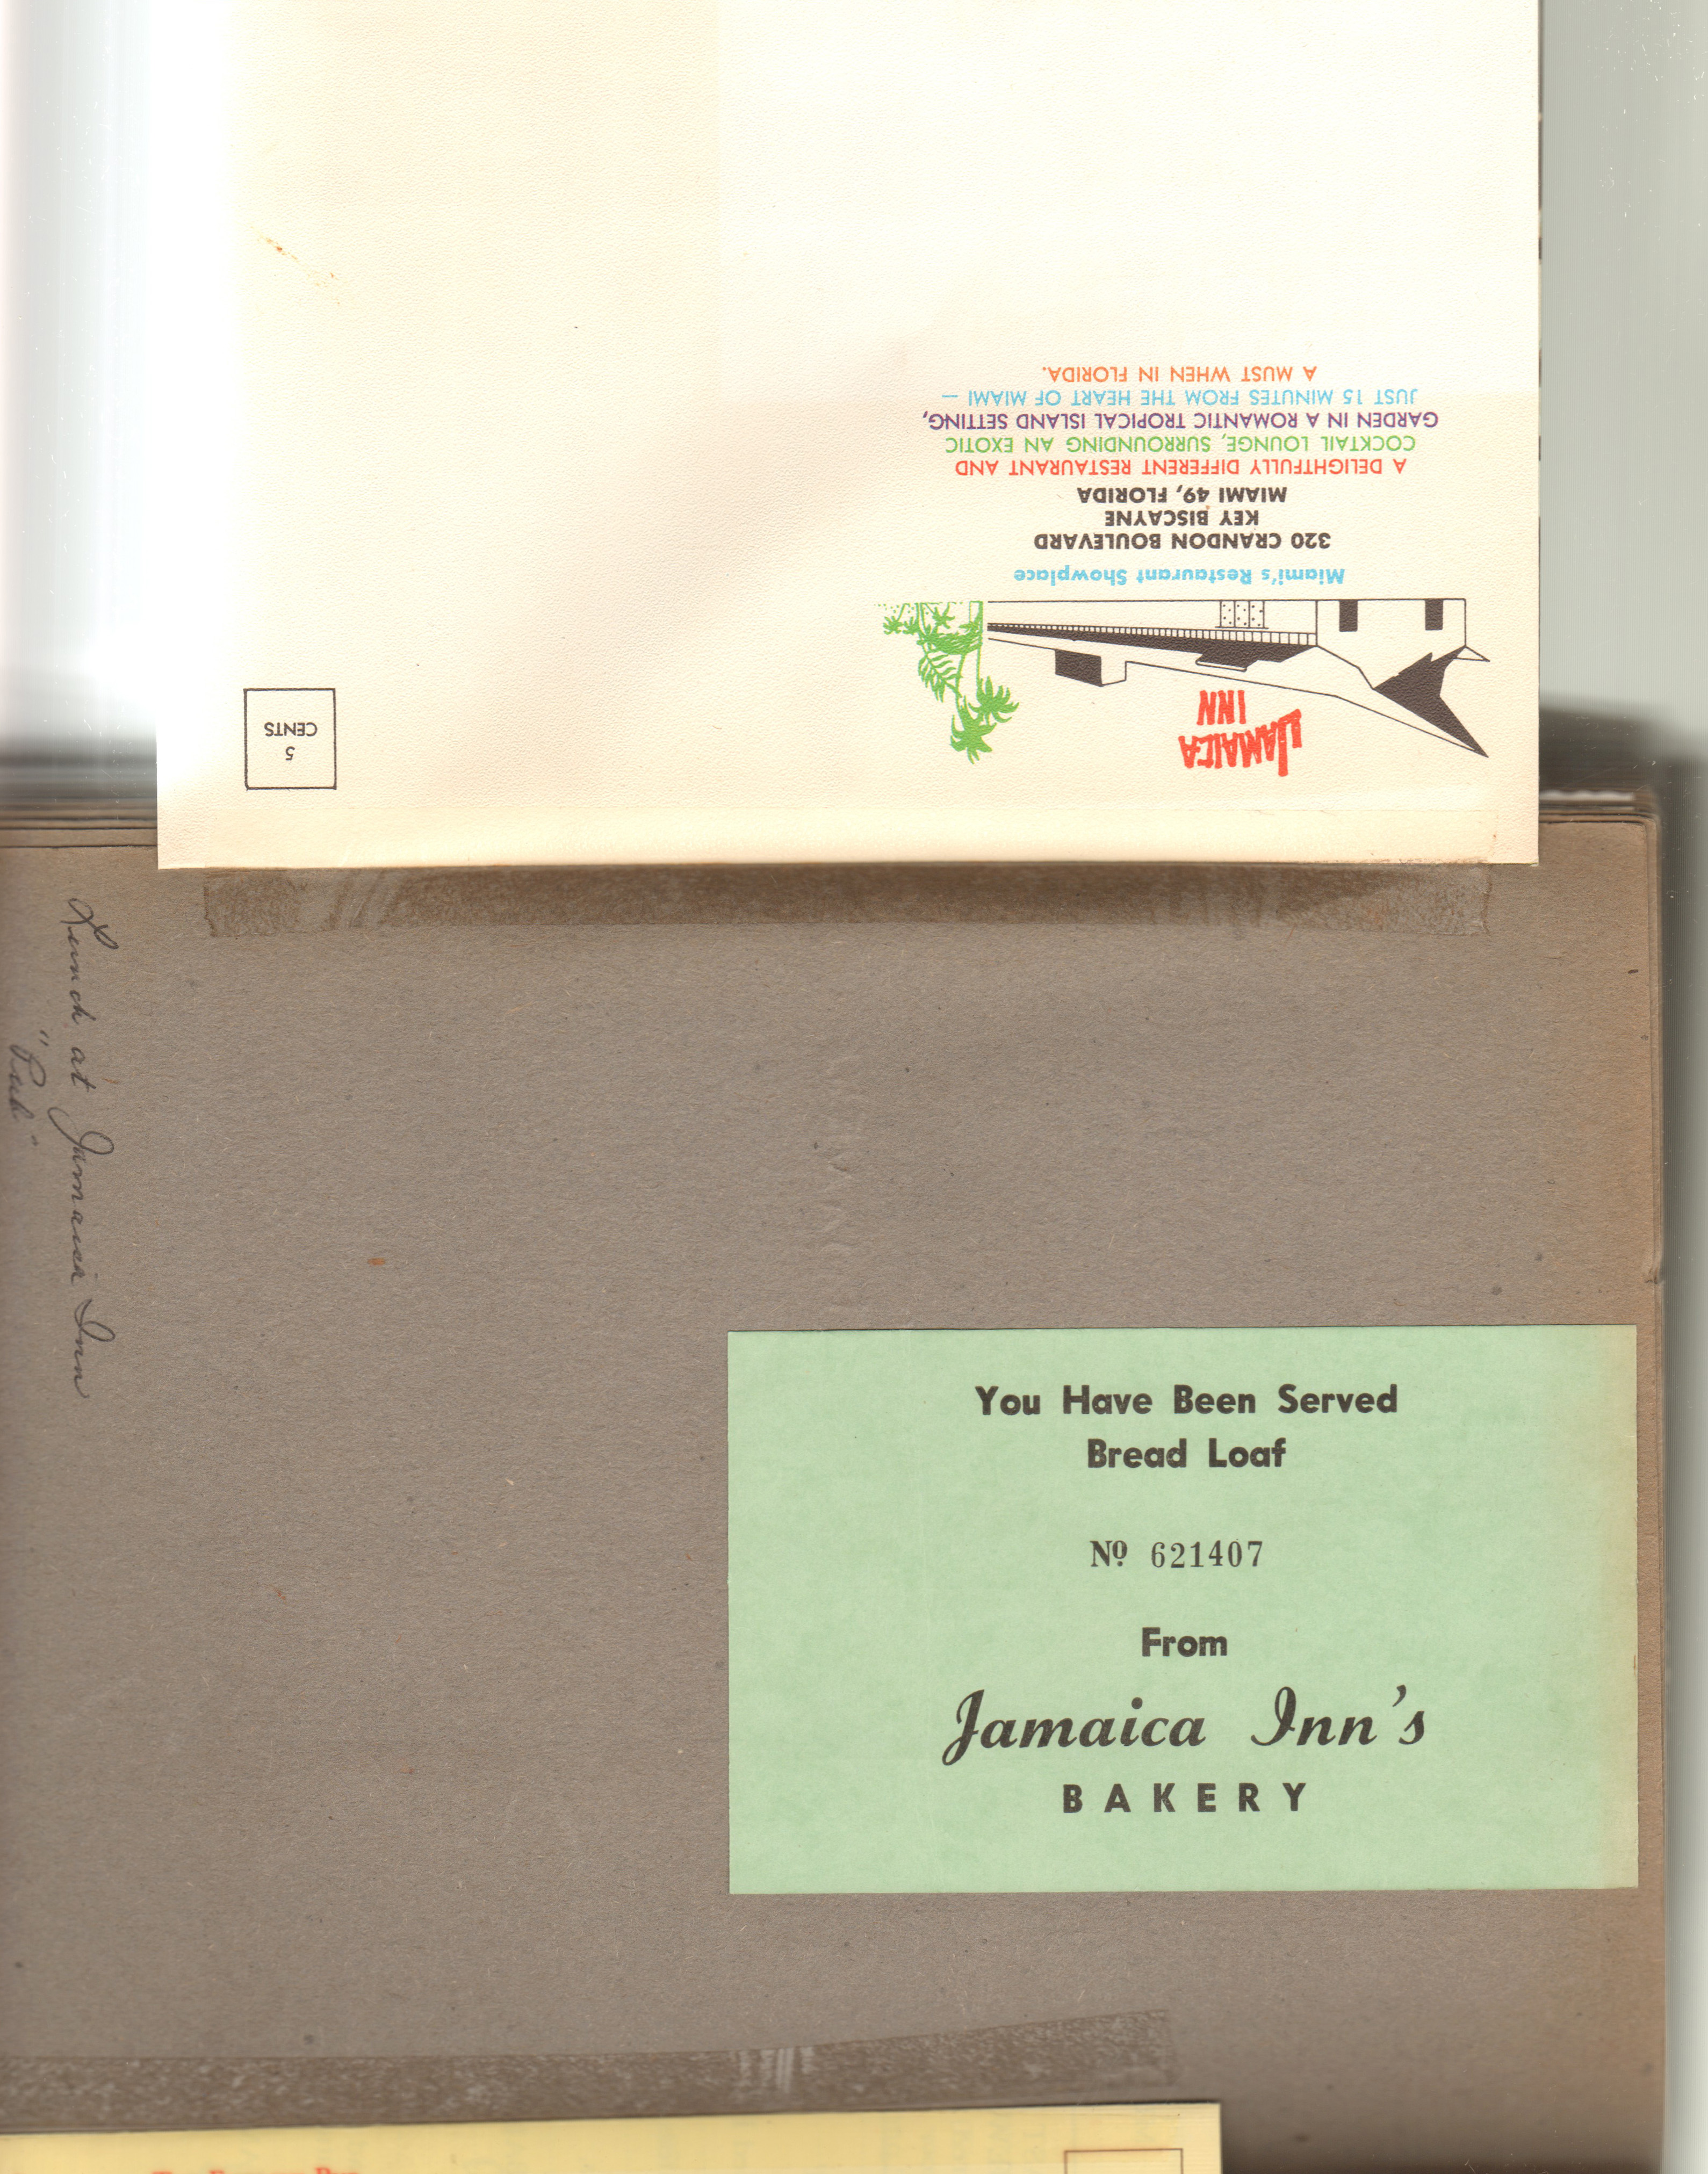 JAMAICA
INN
Miami's Restaurant Showplace
320 CRANDON BOULEVARD
KEY BISCAYNE
MIAMI 49, FLORIDA
A DELIGHTFULLY DIFFERENT RESTAURANT AND
COCKTAIL LOUNGE, SURROUNDING AN EXOTIC
GARDEN IN A ROMANTIC TROPICAL ISLAND SETTING,
JUST 15 MINUTES FROM THE HEART OF MIAMI —
A MUST WHEN IN FLORIDA.
5
CENTS
Lunch at Jamaica Inn
"Pub"
You Have Been Served
Bread Loaf
Nº 621407
From
Jamaica Inn's
BAKERY